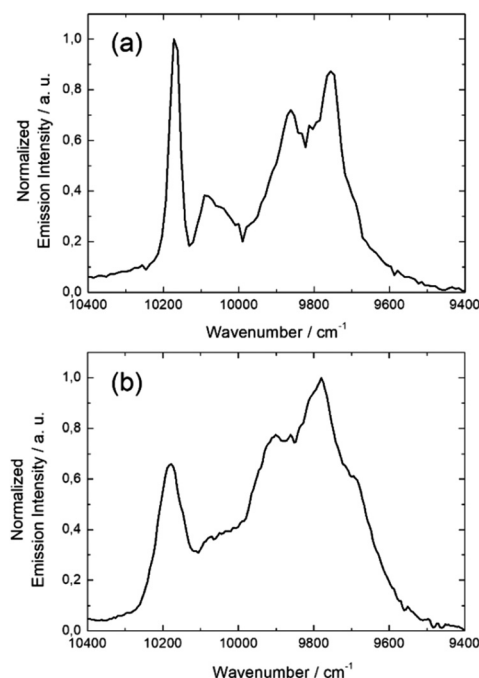 (a)
Normalized
Emission Intensity / a. u.
1,0
0,8
0,6
0,4
0,2
0,0
10400 10200 10000 9800 9600 9400
Wavenumber / cm⁻¹
(b)
Normalized
Emission Intensity / a. u.
1,0
0,8
0,6
0,4
0,2
0,0
10400 10200 10000 9800 9600 9400
Wavenumber / cm⁻¹